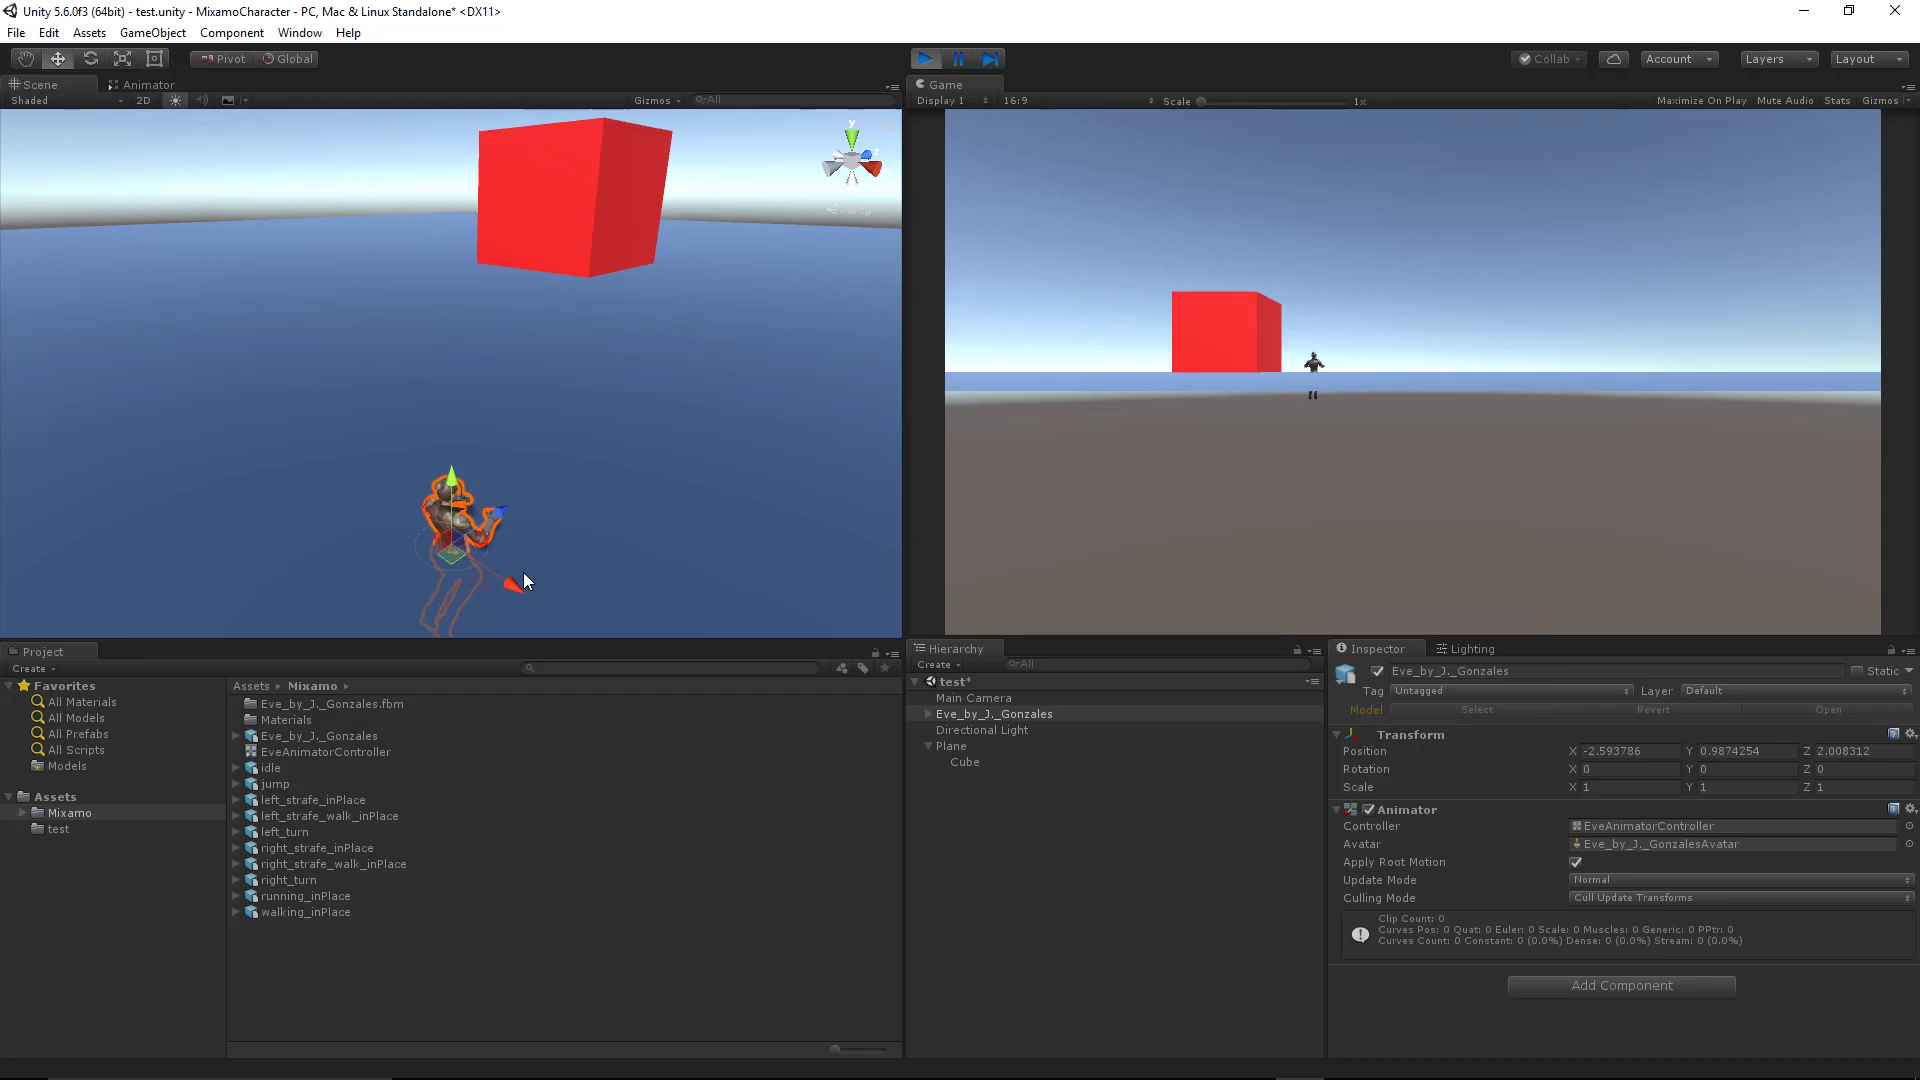 Unity 5.6.0f3 (64bit) - test.unity - MixamoCharacter - PC, Mac & Linux Standalone* <DX11>
File Edit Assets GameObject Component Window Help
Pivot Global Collab Account Layers Layout
Scene Animator
Shaded 2D Gizmos All
y
Persp
Game
Display 1 16:9 Scale 1x Maximize On Play Mute Audio Stats Gizmos
Project
Create
Favorites
All Materials
All Models
All Prefabs
All Scripts
Models
Assets
Mixamo
test
Assets Mixamo
Eve_by_J._Gonzales.fbm
Materials
Eve_by_J._Gonzales
EveAnimatorController
idle
jump
left_strafe_inPlace
left_strafe_walk_inPlace
left_turn
right_strafe_inPlace
right_strafe_walk_inPlace
right_turn
running_inPlace
walking_inPlace
Hierarchy
Create All
test*
Main Camera
Eve_by_J._Gonzales
Directional Light
Plane
Cube
Inspector Lighting
Eve_by_J._Gonzales Static
Tag Untagged Layer Default
Model Select Revert Open
Transform
Position X -2.593786 Y 0.9874254 Z 2.008312
Rotation X 0 Y 0 Z 0
Scale X 1 Y 1 Z 1
Animator
Controller EveAnimatorController
Avatar Eve_by_J._GonzalesAvatar
Apply Root Motion
Update Mode Normal
Culling Mode Cull Update Transforms
Clip Count: 0
Curves Pos: 0 Quat: 0 Euler: 0 Scale: 0 Muscles: 0 Generic: 0 PPtr: 0
Curves Count: 0 Constant: 0 (0.0%) Dense: 0 (0.0%) Stream: 0 (0.0%)
Add Component